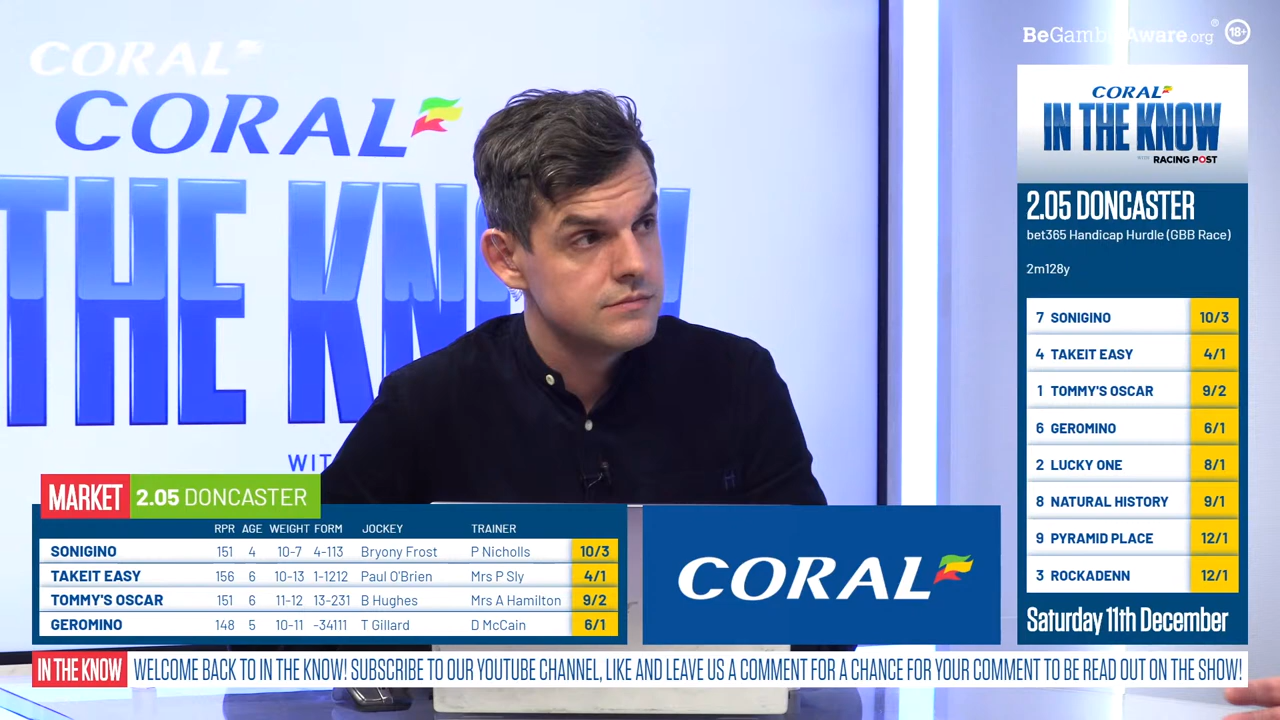 CORAL
BeGambleAware.org® 18+
CORAL
THE KNOW
WIT
CORAL
IN THE KNOW
WITH RACING POST
2.05 DONCASTER
bet365 Handicap Hurdle (GBB Race)
2m128y
7 SONIGINO 10/3
4 TAKEIT EASY 4/1
1 TOMMY'S OSCAR 9/2
6 GEROMINO 6/1
2 LUCKY ONE 8/1
8 NATURAL HISTORY 9/1
9 PYRAMID PLACE 12/1
3 ROCKADENN 12/1
Saturday 11th December
MARKET 2.05 DONCASTER
RPR AGE WEIGHT FORM JOCKEY TRAINER
SONIGINO 151 4 10-7 4-113 Bryony Frost P Nicholls 10/3
TAKEIT EASY 156 6 10-13 1-1212 Paul O'Brien Mrs P Sly 4/1
TOMMY'S OSCAR 151 6 11-12 13-231 B Hughes Mrs A Hamilton 9/2
GEROMINO 148 5 10-11 -34111 T Gillard D McCain 6/1
CORAL
IN THE KNOW WELCOME BACK TO IN THE KNOW! SUBSCRIBE TO OUR YOUTUBE CHANNEL, LIKE AND LEAVE US A COMMENT FOR A CHANCE FOR YOUR COMMENT TO BE READ OUT ON THE SHOW!